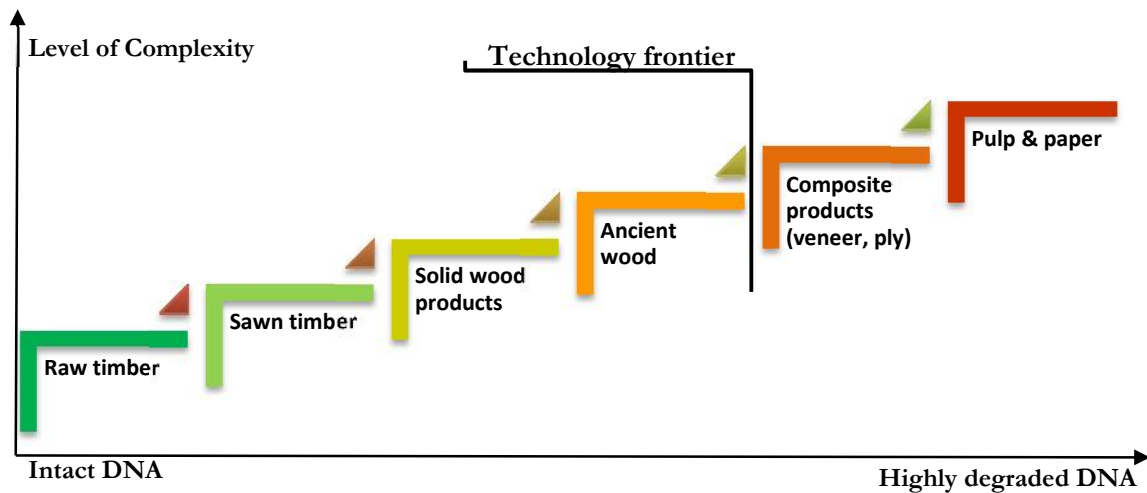 Level of Complexity
Technology frontier
Pulp & paper
Composite
products
(veneer, ply)
Ancient
wood
Solid wood
products
Sawn timber
Raw timber
Intact DNA
Highly degraded DNA